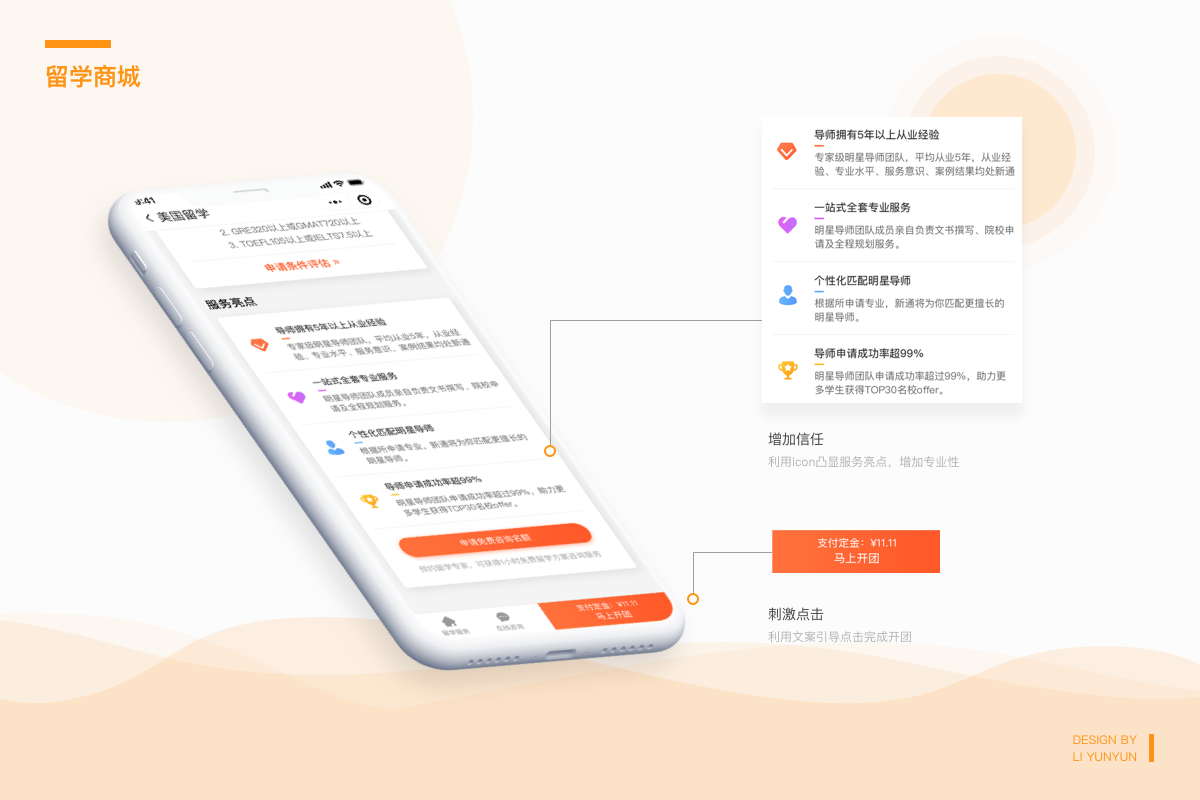 留学商城
9:41
美国留学
2. GRE320以上或GMAT720以上
3. TOEFL105以上或IELTS7.5以上
申请条件评估 »
服务亮点
导师拥有5年以上从业经验
专家级明星导师团队，平均从业5年，从业经
验、专业水平、服务意识、案例结果均处新通
一站式全套专业服务
明星导师团队成员亲自负责文书撰写、院校申
请及全程规划服务。
个性化匹配明星导师
根据所申请专业，新通将为你匹配更擅长的
明星导师。
导师申请成功率超99%
明星导师团队申请成功率超过99%，助力更
多学生获得TOP30名校offer。
申请免费咨询名额
预约留学专家，可获得1小时免费留学方案咨询服务
留学服务
在线咨询
支付定金：¥11.11
马上开团
导师拥有5年以上从业经验
专家级明星导师团队，平均从业5年，从业经
验、专业水平、服务意识、案例结果均处新通
一站式全套专业服务
明星导师团队成员亲自负责文书撰写、院校申
请及全程规划服务。
个性化匹配明星导师
根据所申请专业，新通将为你匹配更擅长的
明星导师。
导师申请成功率超99%
明星导师团队申请成功率超过99%，助力更
多学生获得TOP30名校offer。
增加信任
利用icon凸显服务亮点，增加专业性
支付定金：¥11.11
马上开团
刺激点击
利用文案引导点击完成开团
DESIGN BY
LI YUNYUN